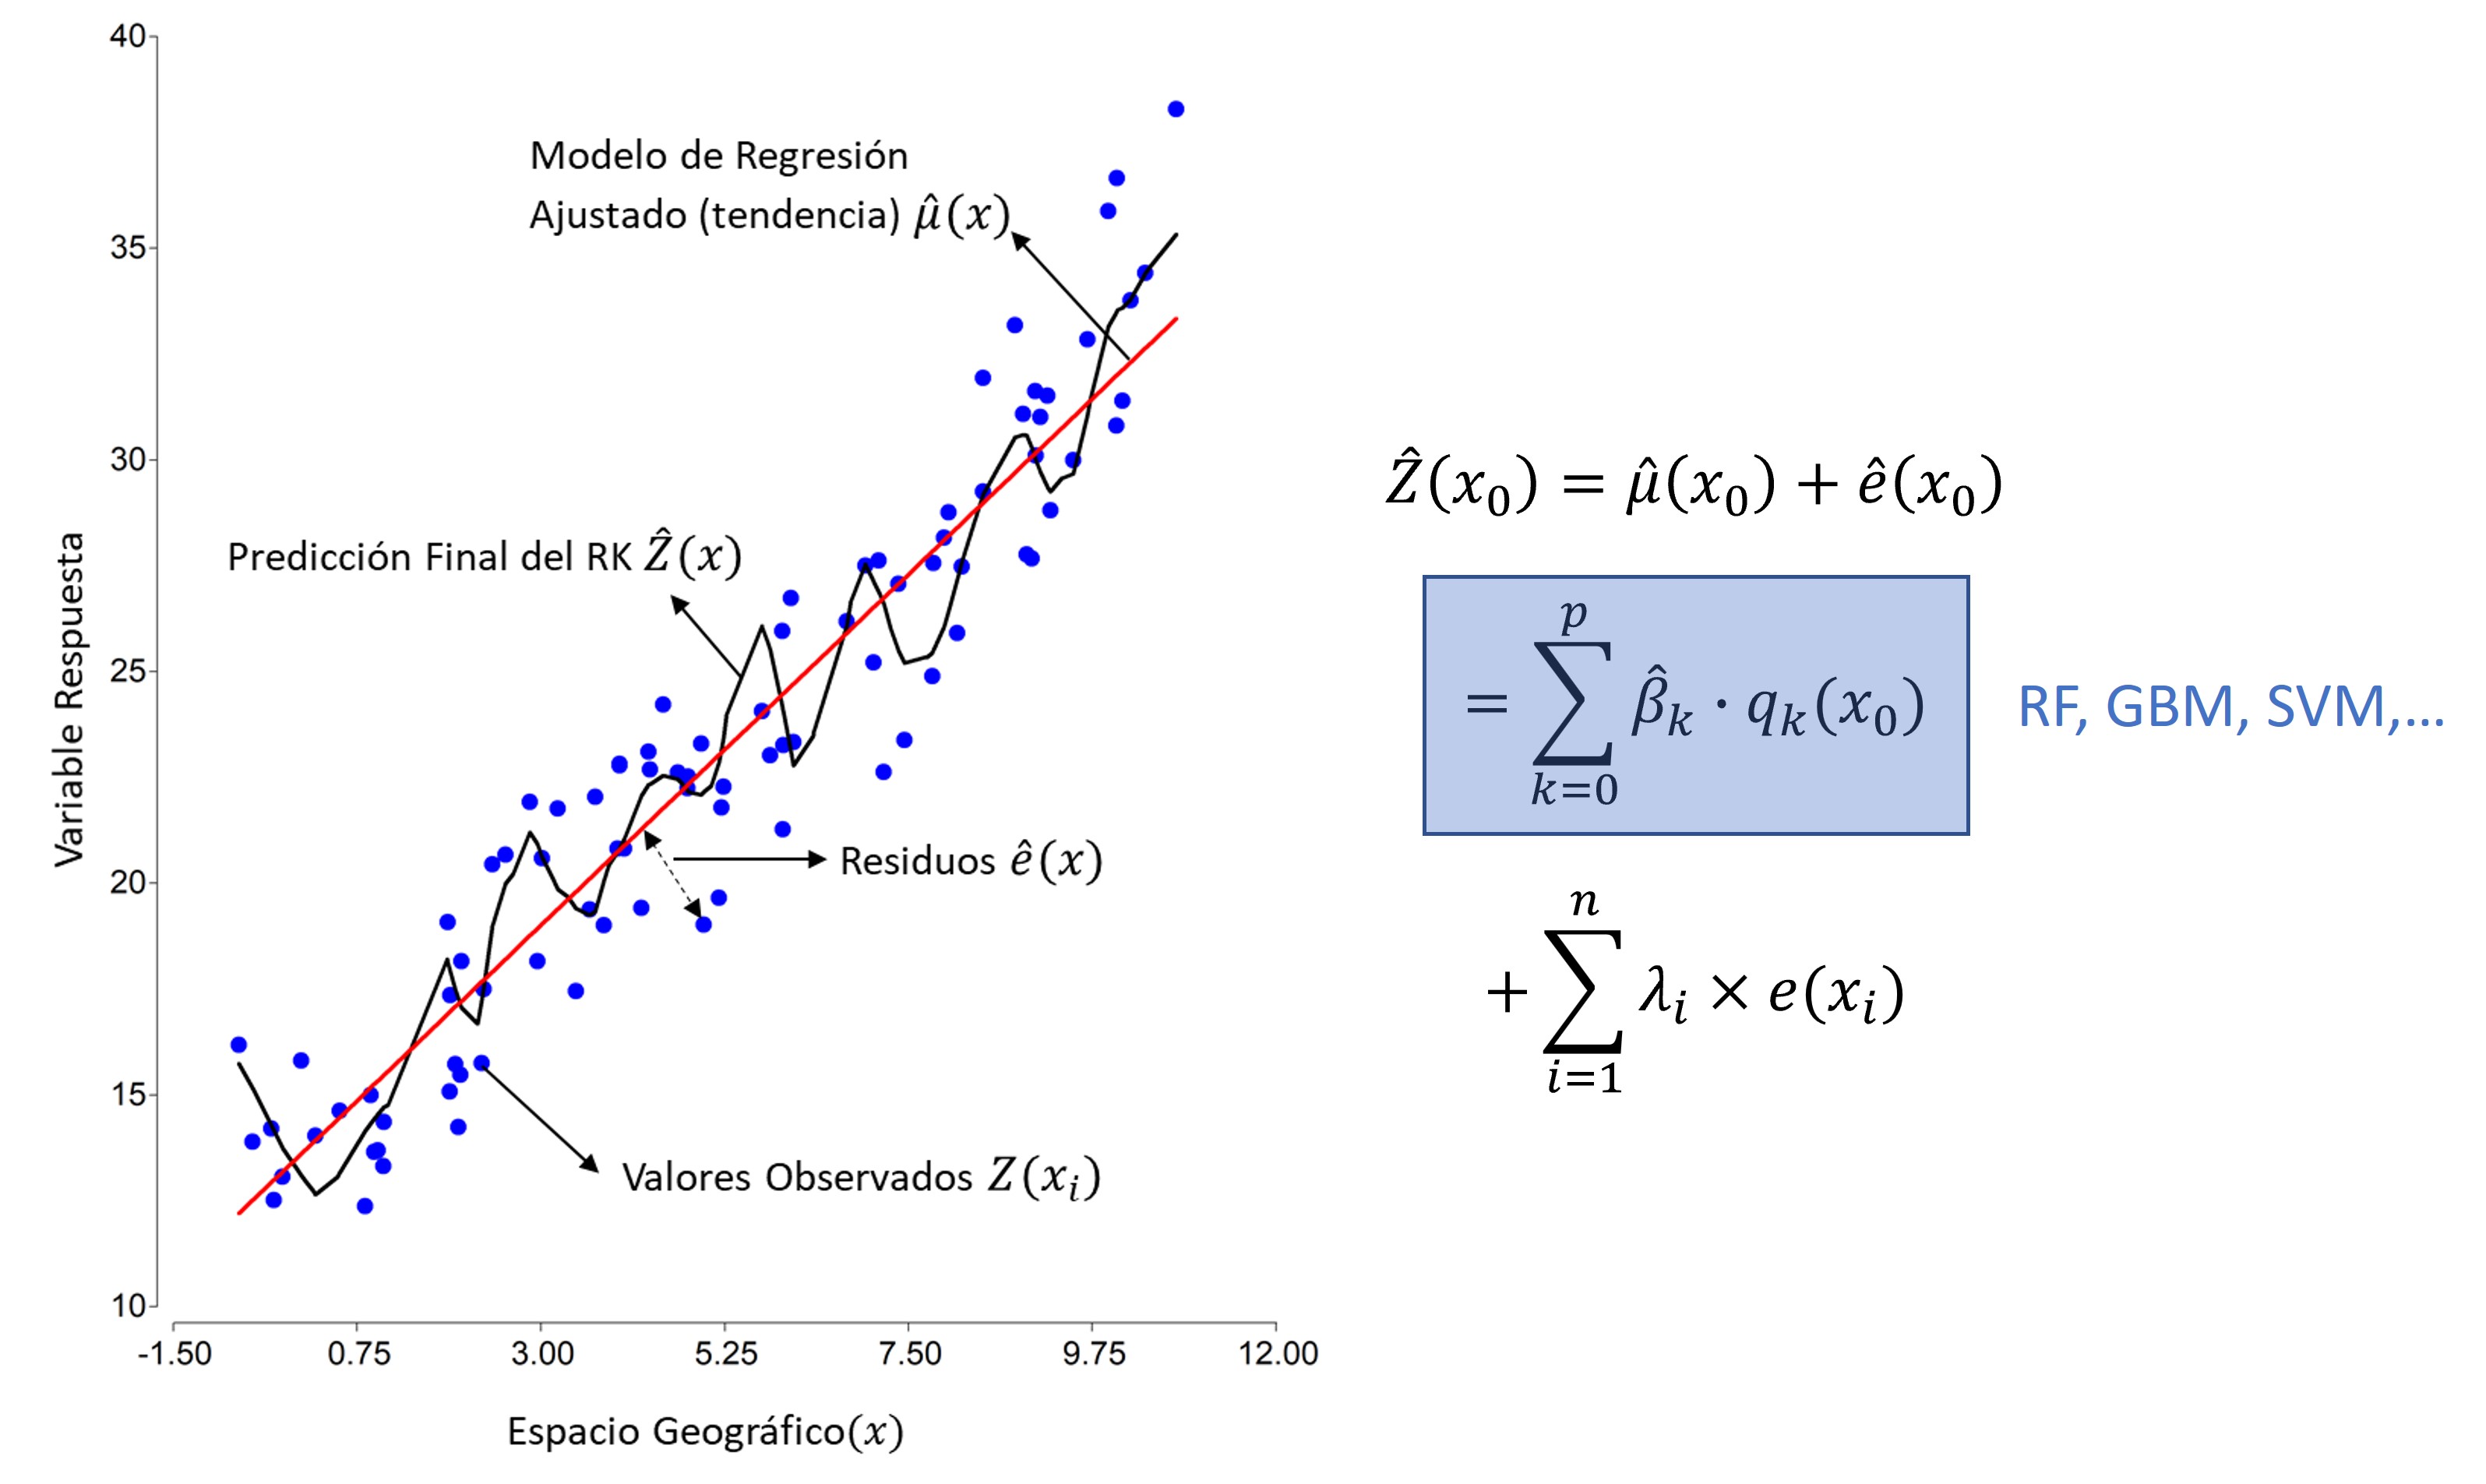 40
35
30
25
20
15
10
-1.50 0.75 3.00 5.25 7.50 9.75 12.00
Variable Respuesta
Espacio Geográfico(x)
Modelo de Regresión
Ajustado (tendencia) μ̂(x)
Predicción Final del RK Ẑ(x)
Residuos ê(x)
Valores Observados Z(xᵢ)
Ẑ(x₀) = μ̂(x₀) + ê(x₀)
= ∑ₖ₌₀ᵖ β̂ₖ · qₖ(x₀)
RF, GBM, SVM,...
+ ∑ᵢ₌₁ⁿ λᵢ × e(xᵢ)